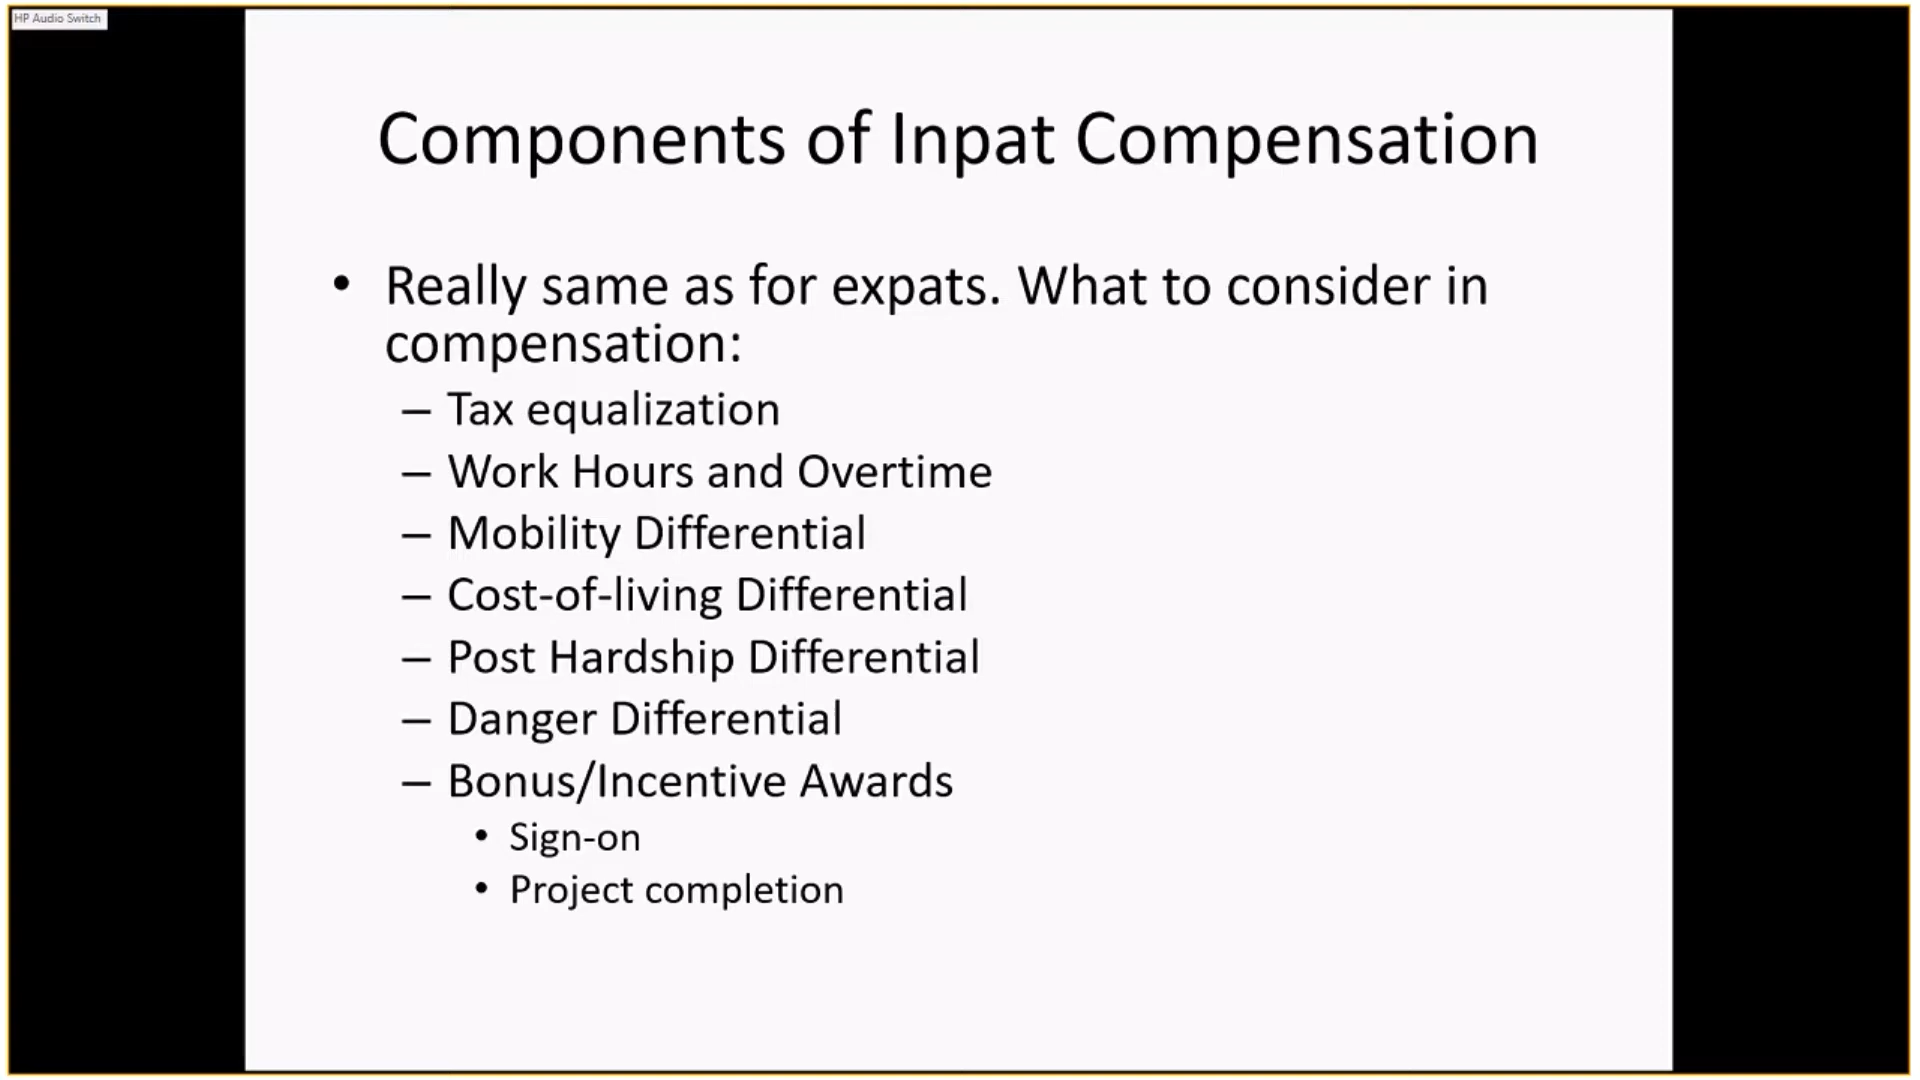 HP Audio Switch
Components of Inpat Compensation
• Really same as for expats. What to consider in
compensation:
– Tax equalization
– Work Hours and Overtime
– Mobility Differential
– Cost-of-living Differential
– Post Hardship Differential
– Danger Differential
– Bonus/Incentive Awards
• Sign-on
• Project completion